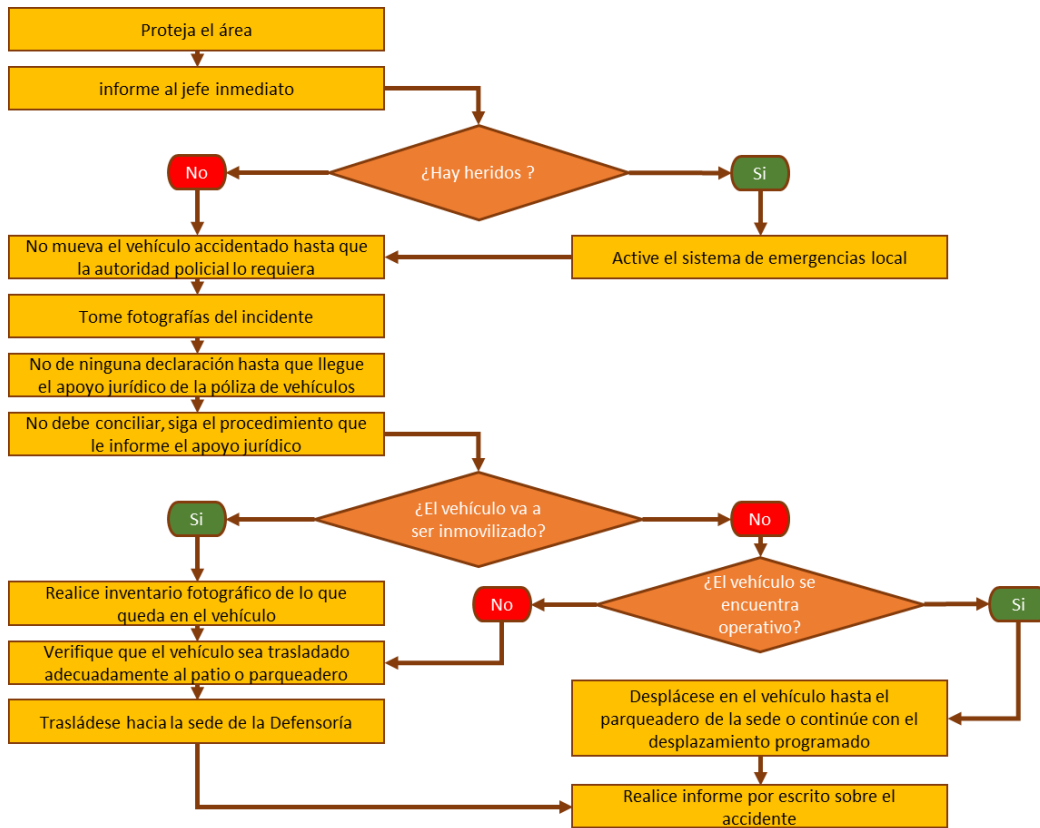 Proteja el área
informe al jefe inmediato
¿Hay heridos ?
No
Si
No mueva el vehículo accidentado hasta que
la autoridad policial lo requiera
Active el sistema de emergencias local
Tome fotografías del incidente
No de ninguna declaración hasta que llegue
el apoyo jurídico de la póliza de vehículos
No debe conciliar, siga el procedimiento que
le informe el apoyo jurídico
¿El vehículo va a
ser inmovilizado?
Si
No
Realice inventario fotográfico de lo que
queda en el vehículo
¿El vehículo se
encuentra
operativo?
No
Si
Verifique que el vehículo sea trasladado
adecuadamente al patio o parqueadero
Trasládese hacia la sede de la Defensoría
Desplácese en el vehículo hasta el
parqueadero de la sede o continúe con el
desplazamiento programado
Realice informe por escrito sobre el
accidente